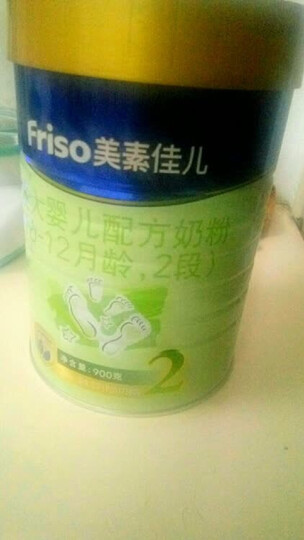 Friso美素佳儿
大婴儿配方奶粉
-12月龄，2段）
净含量：900克
2